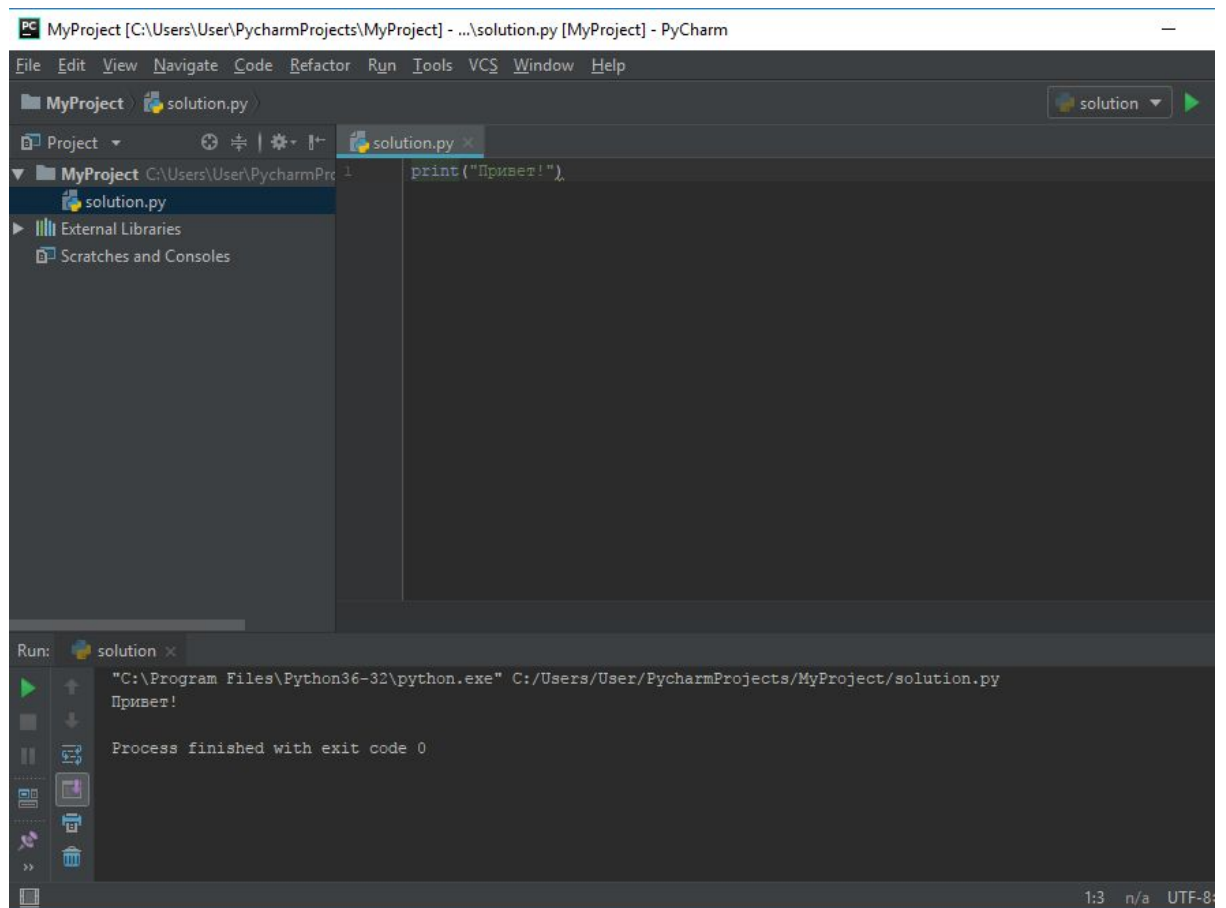 MyProject [C:\Users\User\PycharmProjects\MyProject] - ...\solution.py [MyProject] - PyCharm
File Edit View Navigate Code Refactor Run Tools VCS Window Help
MyProject solution.py solution
Project solution.py
MyProject C:\Users\User\PycharmPro
1 print("Привет!")
solution.py
External Libraries
Scratches and Consoles
Run: solution
"C:\Program Files\Python36-32\python.exe" C:/Users/User/PycharmProjects/MyProject/solution.py
Привет!
Process finished with exit code 0
1:3 n/a UTF-8